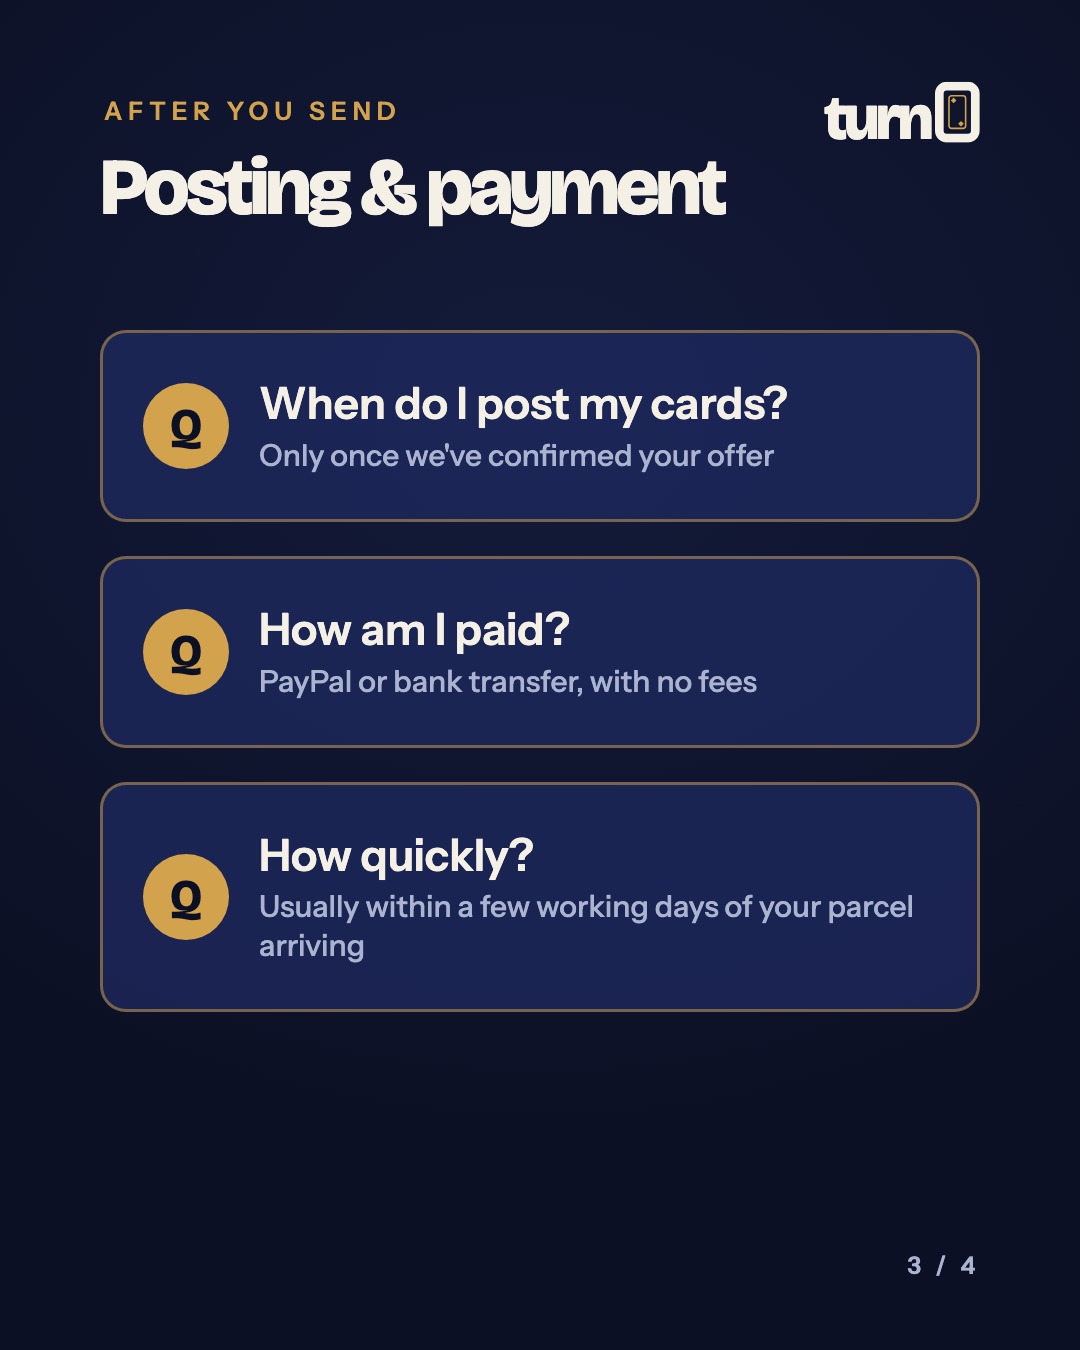 AFTER YOU SEND
turn0
Posting & payment
Q
When do I post my cards?
Only once we've confirmed your offer
Q
How am I paid?
PayPal or bank transfer, with no fees
Q
How quickly?
Usually within a few working days of your parcel
arriving
3 / 4